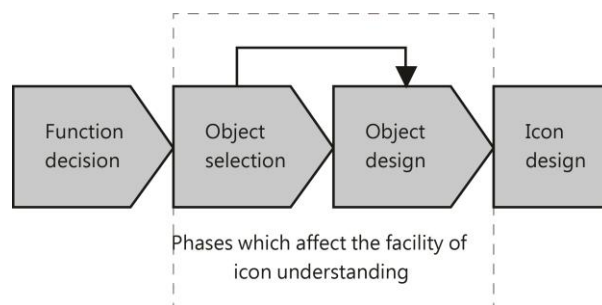 Function
decision
Object
selection
Object
design
Icon
design
Phases which affect the facility of
icon understanding